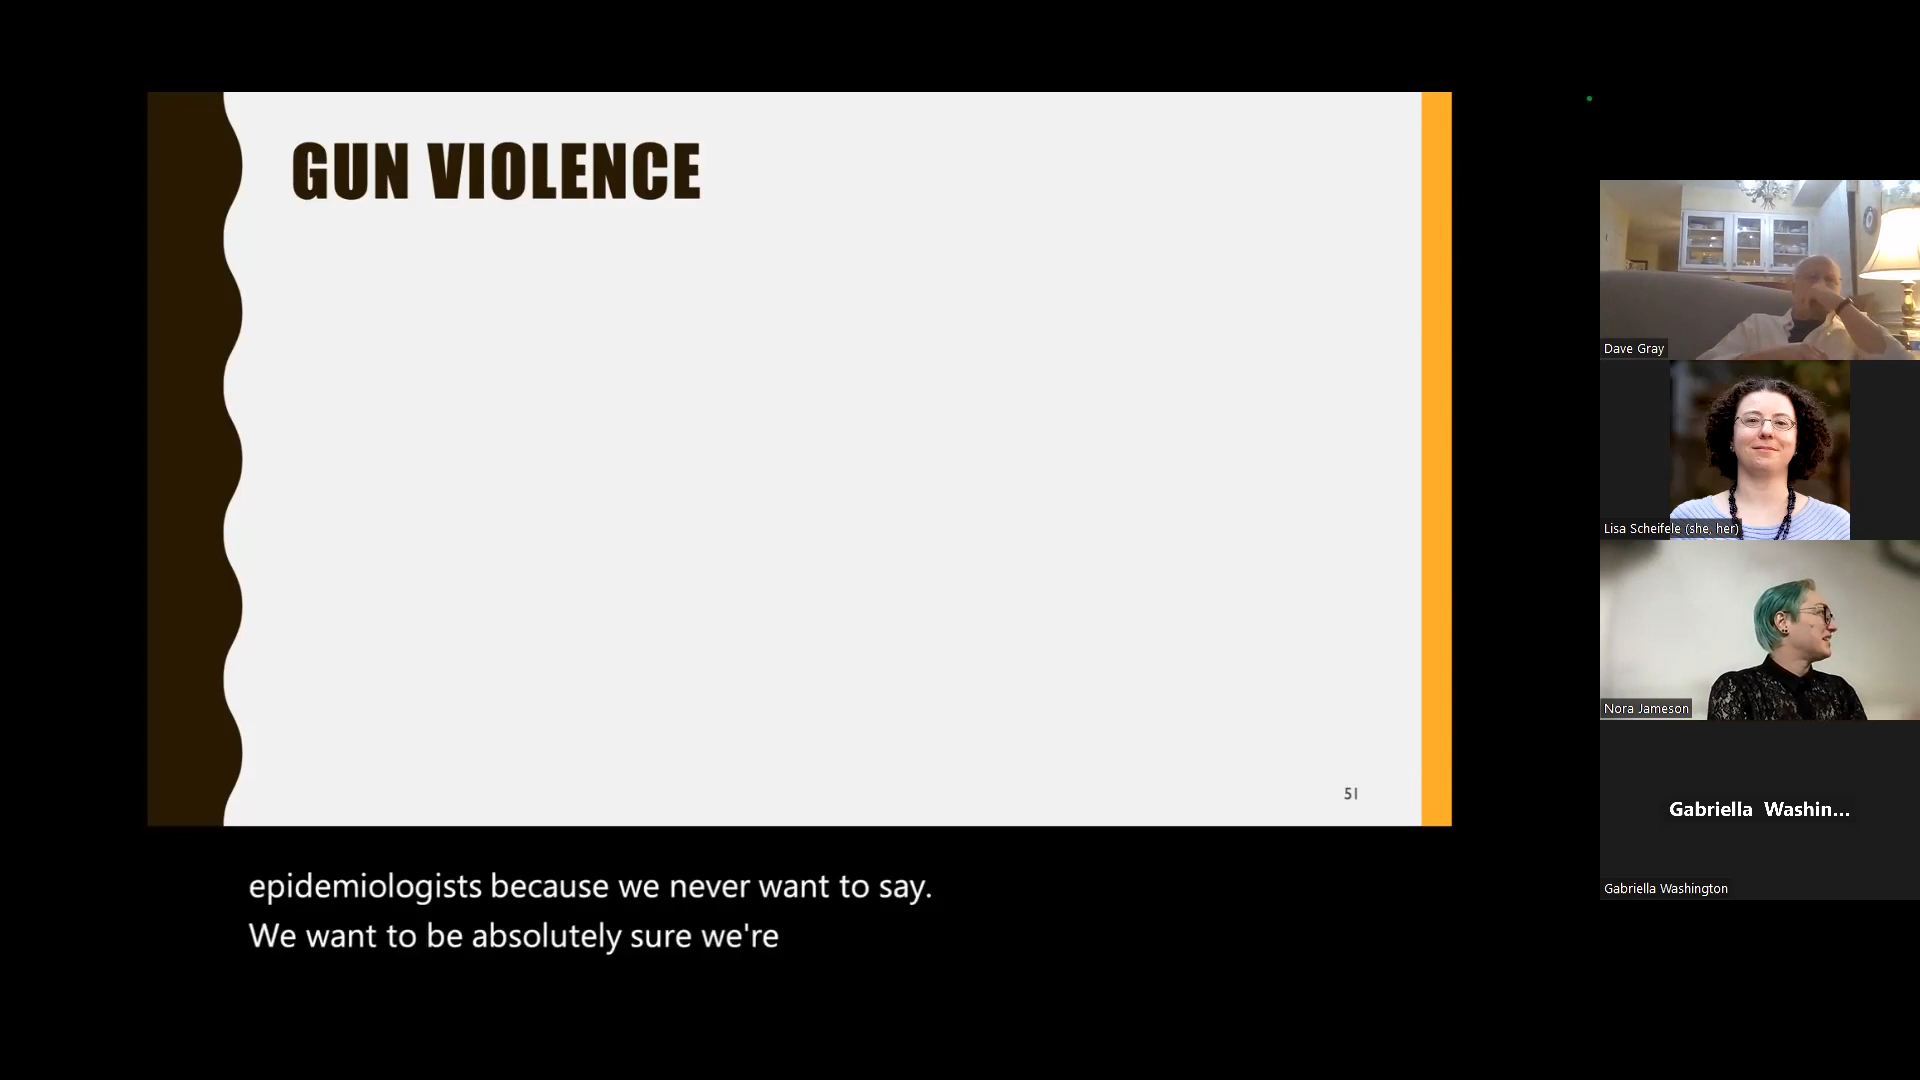 GUN VIOLENCE
51
epidemiologists because we never want to say.
We want to be absolutely sure we're
Dave Gray
Lisa Scheifele (she, her)
Nora Jameson
Gabriella Washin...
Gabriella Washington